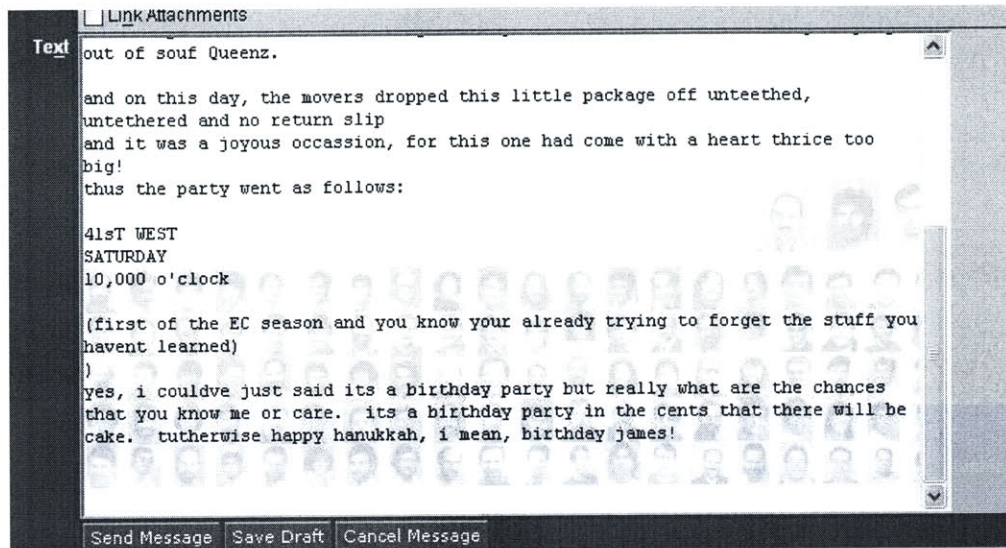 Link Attachments
Text
out of souf Queenz.
and on this day, the movers dropped this little package off unteethed,
untethered and no return slip
and it was a joyous occassion, for this one had come with a heart thrice too
big!
thus the party went as follows:
41sT WEST
SATURDAY
10,000 o'clock
(first of the EC season and you know your already trying to forget the stuff you
havent learned)
)
yes, i couldve just said its a birthday party but really what are the chances
that you know me or care.  its a birthday party in the cents that there will be
cake.  tutherwise happy hanukkah, i mean, birthday james!
Send Message Save Draft Cancel Message